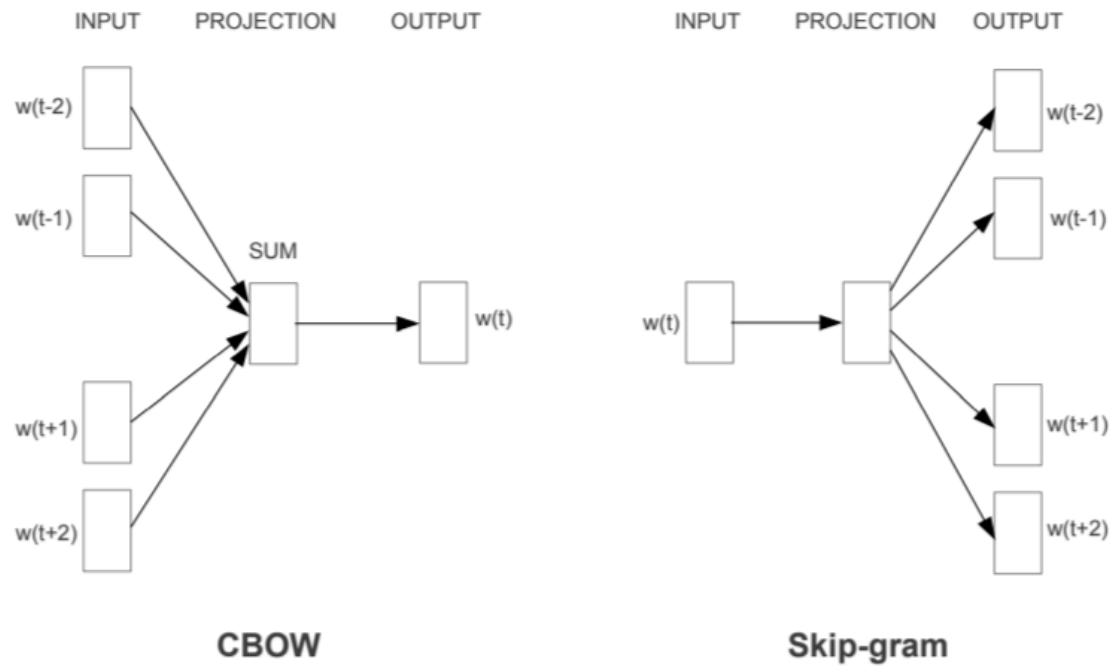 INPUT PROJECTION OUTPUT
w(t-2)
w(t-1)
SUM
w(t)
w(t+1)
w(t+2)
CBOW
INPUT PROJECTION OUTPUT
w(t-2)
w(t-1)
w(t)
w(t+1)
w(t+2)
Skip-gram